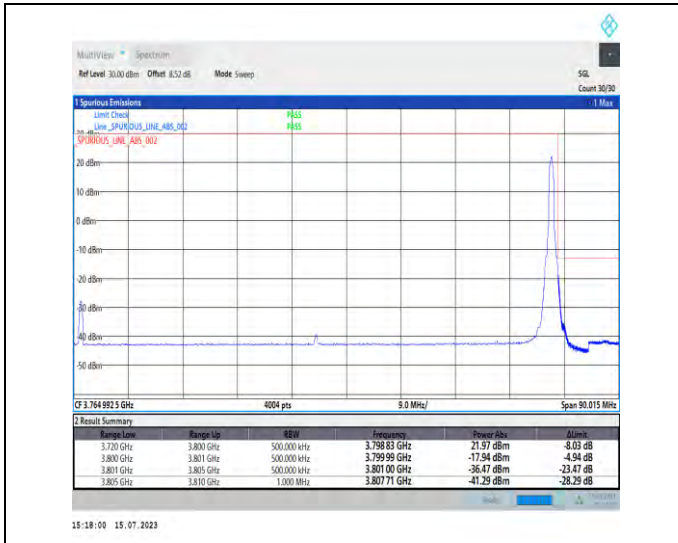 MultiView Spectrum
Ref Level 30.00 dBm Offset 8.52 dB Mode Sweep SGL
Count 30/30
1 Spurious Emissions 1 Max
Limit Check PASS
Line _SPURIOUS_LINE_ABS_002 PASS
_SPURIOUS_LINE_ABS_002
20 dBm
10 dBm
0 dBm
-10 dBm
-20 dBm
-30 dBm
-40 dBm
-50 dBm
CF 3.764 992 5 GHz 4004 pts 9.0 MHz/ Span 90.015 MHz
2 Result Summary
Range Low Range Up RBW Frequency Power Abs ΔLimit
3.720 GHz 3.800 GHz 500.000 kHz 3.798 83 GHz 21.97 dBm -8.03 dB
3.800 GHz 3.801 GHz 500.000 kHz 3.799 99 GHz -17.94 dBm -4.94 dB
3.801 GHz 3.805 GHz 500.000 kHz 3.801 00 GHz -36.47 dBm -23.47 dB
3.805 GHz 3.810 GHz 1.000 MHz 3.807 71 GHz -41.29 dBm -28.29 dB
15:18:00 15.07.2023